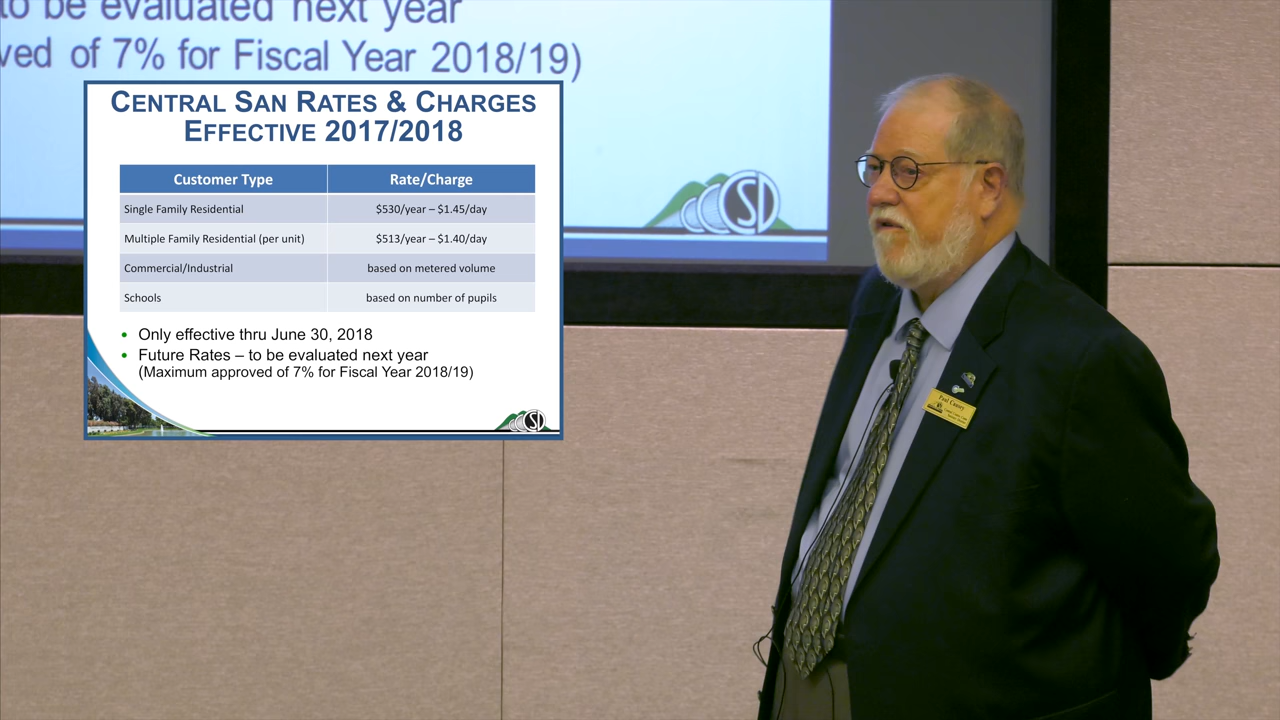 to be evaluated next year
ved of 7% for Fiscal Year 2018/19)
CENTRAL SAN RATES & CHARGES
EFFECTIVE 2017/2018
Customer Type Rate/Charge
Single Family Residential $530/year – $1.45/day
Multiple Family Residential (per unit) $513/year – $1.40/day
Commercial/Industrial based on metered volume
Schools based on number of pupils
• Only effective thru June 30, 2018
• Future Rates – to be evaluated next year
(Maximum approved of 7% for Fiscal Year 2018/19)
CSD
CSD
Paul Causey